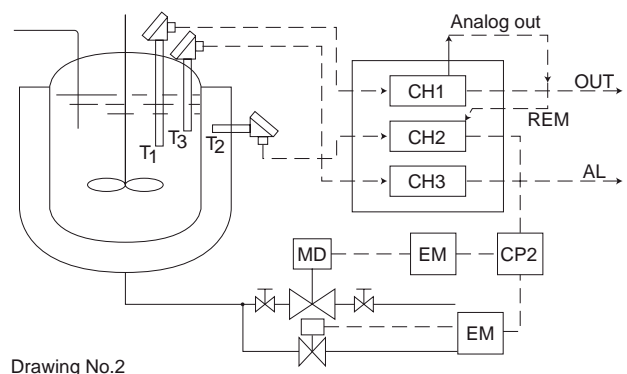 Analog out
CH1
OUT
REM
T1
T3
T2
CH2
CH3
AL
MD
EM
CP2
EM
Drawing No.2